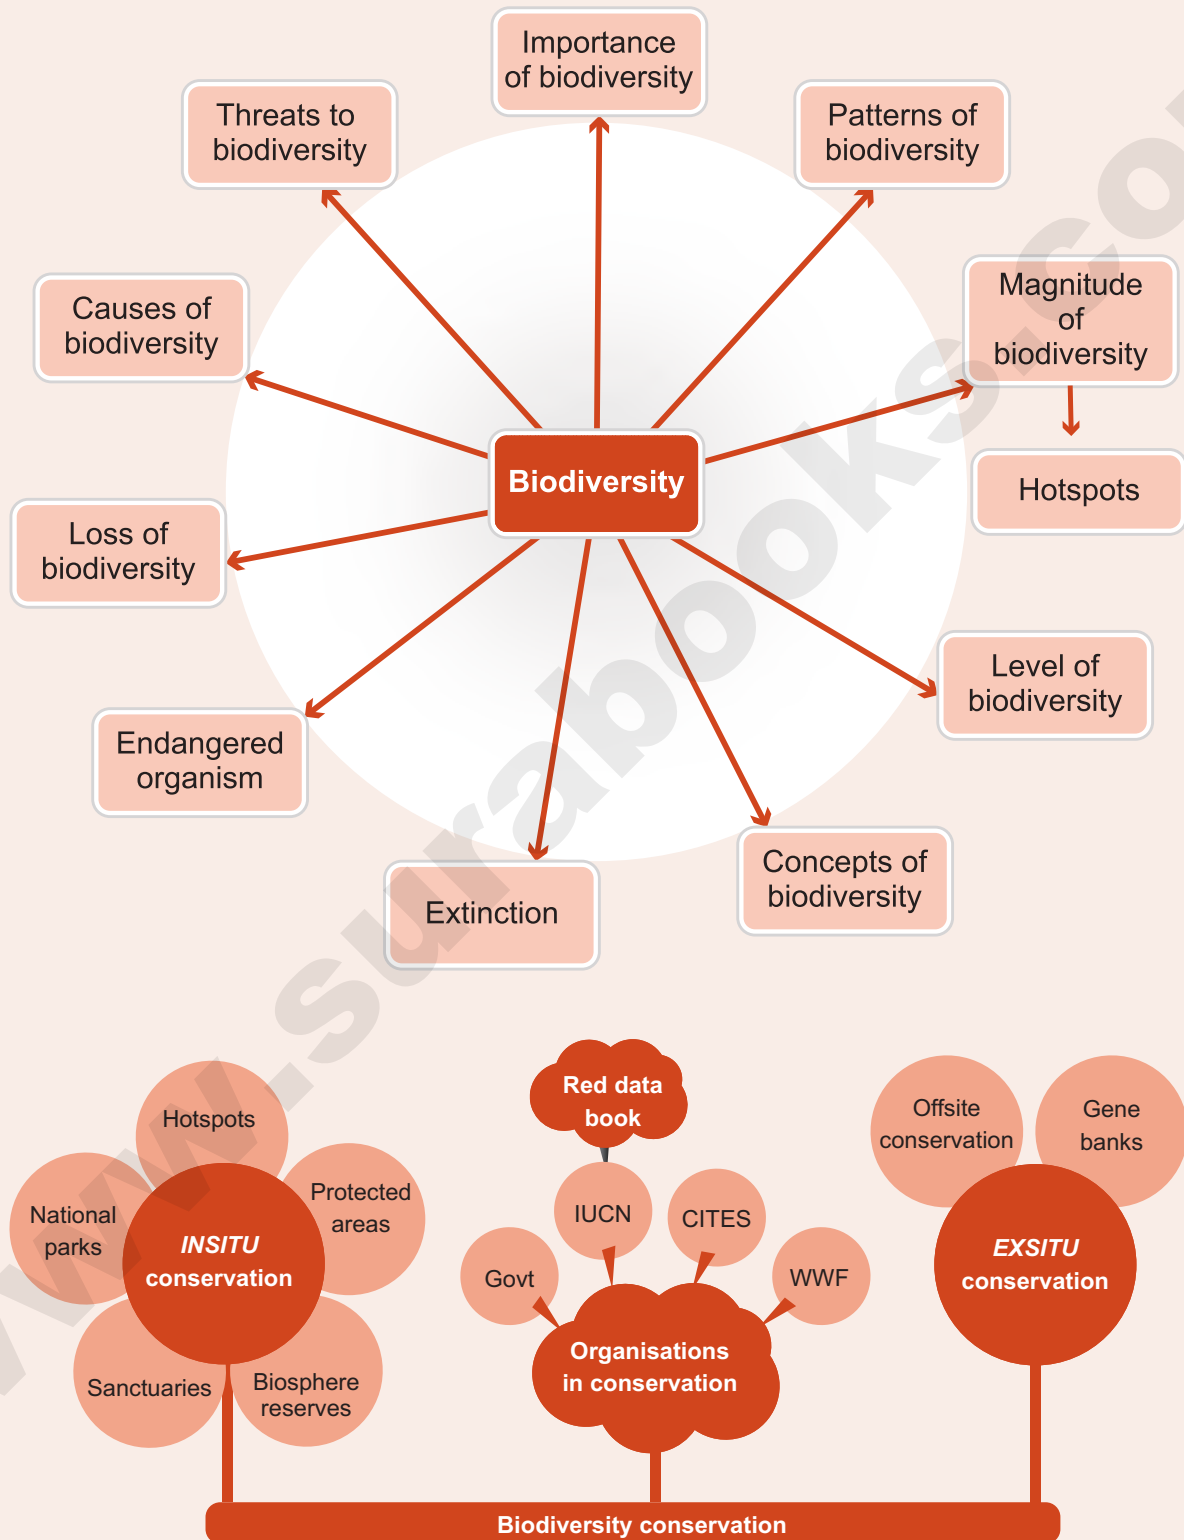 Importance
of biodiversity
Threats to
biodiversity
Patterns of
biodiversity
Causes of
biodiversity
Magnitude
of
biodiversity
Biodiversity
Hotspots
Loss of
biodiversity
Level of
biodiversity
Endangered
organism
Concepts of
biodiversity
Extinction
Hotspots
National
parks
Protected
areas
INSITU
conservation
Sanctuaries
Biosphere
reserves
Red data
book
IUCN
CITES
Govt
WWF
Organisations
in conservation
Offsite
conservation
Gene
banks
EXSITU
conservation
Biodiversity conservation
www.surabooks.co